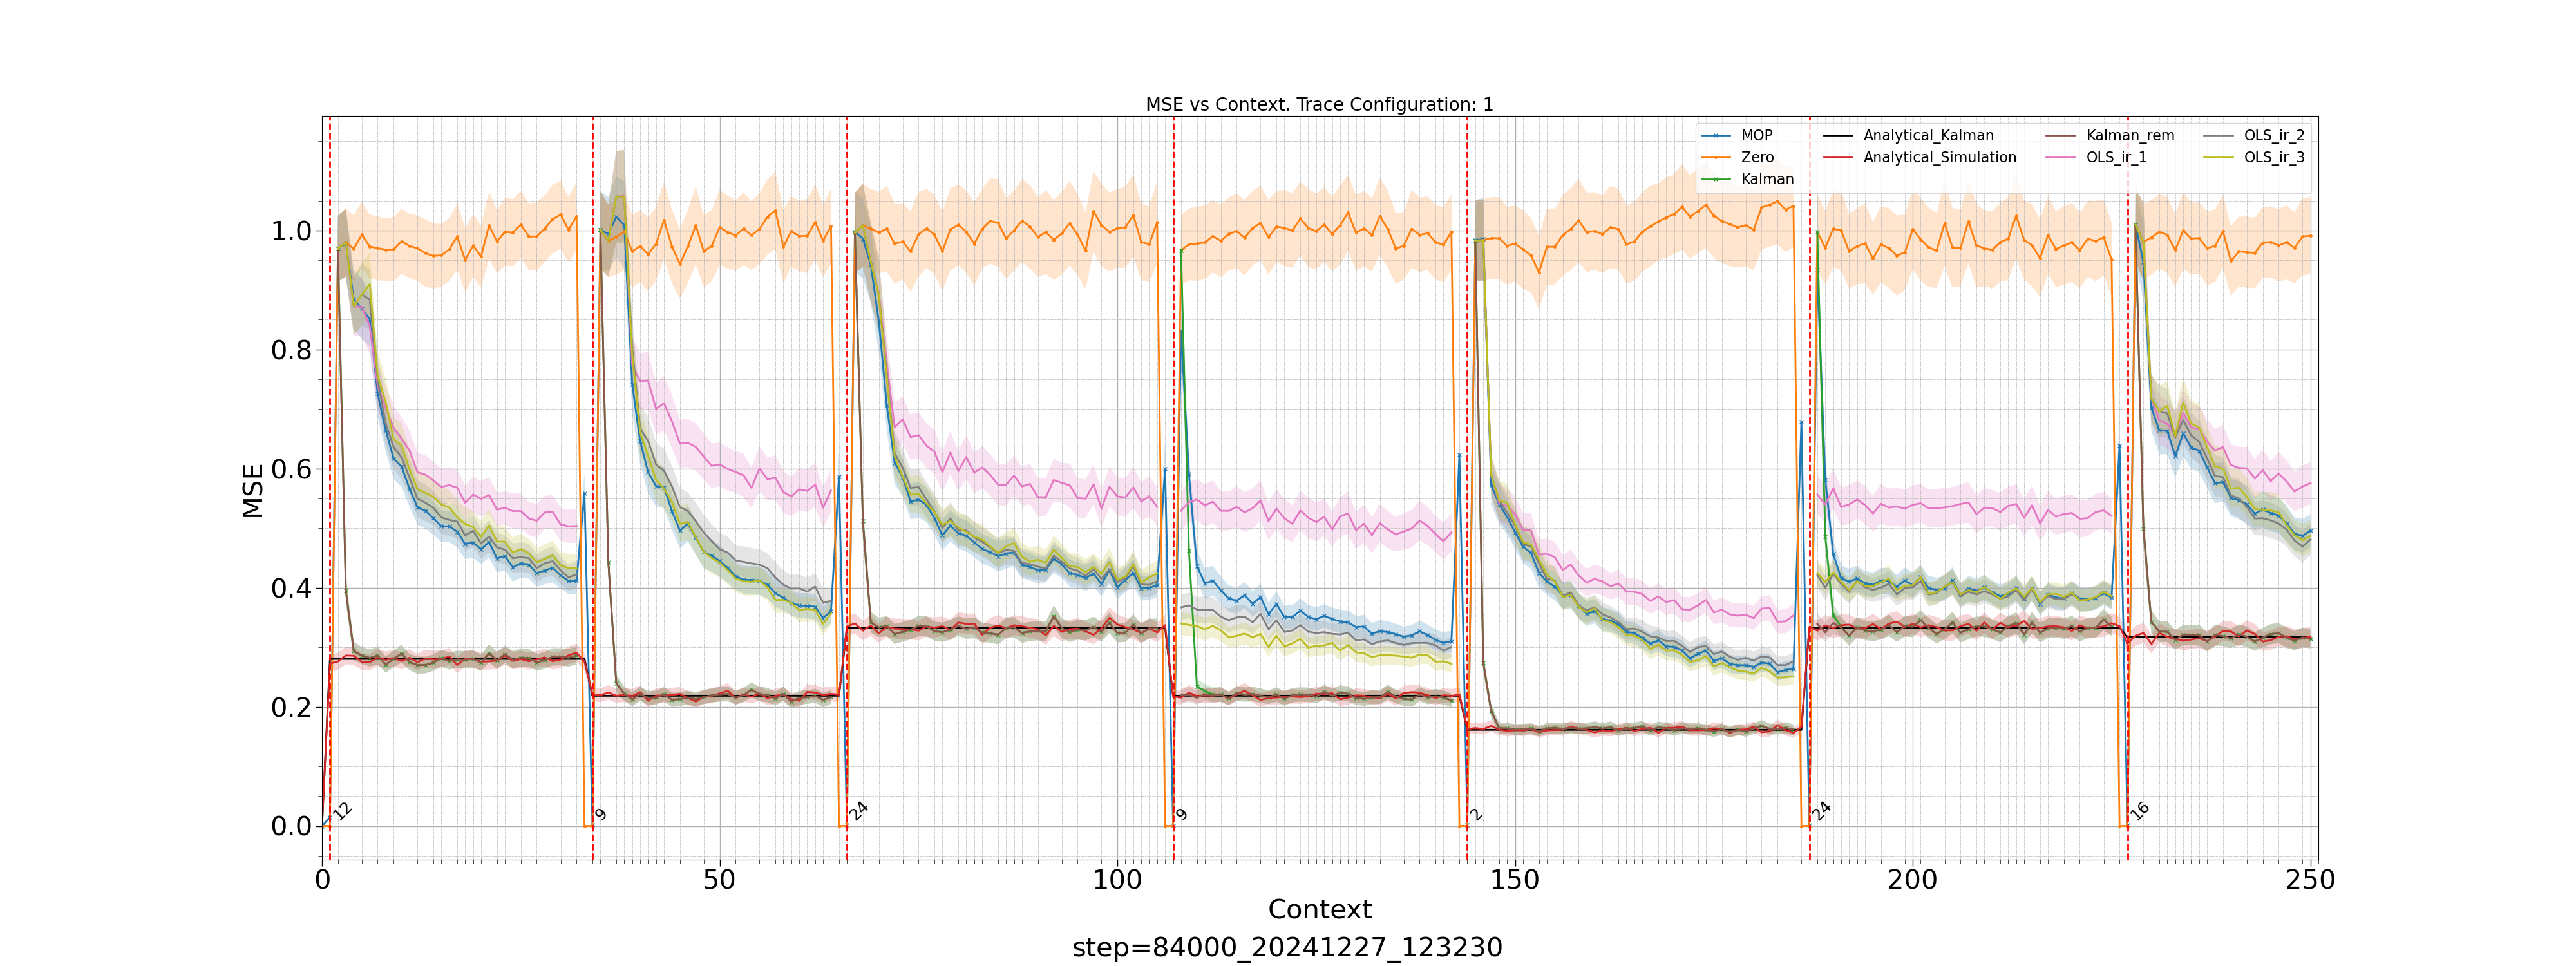 MSE vs Context. Trace Configuration: 1
MOP
Zero
Kalman
Analytical_Kalman
Analytical_Simulation
Kalman_rem
OLS_ir_1
OLS_ir_2
OLS_ir_3
MSE
1.0
0.8
0.6
0.4
0.2
0.0
12
9
24
9
2
24
16
0 50 100 150 200 250
Context
step=84000_20241227_123230